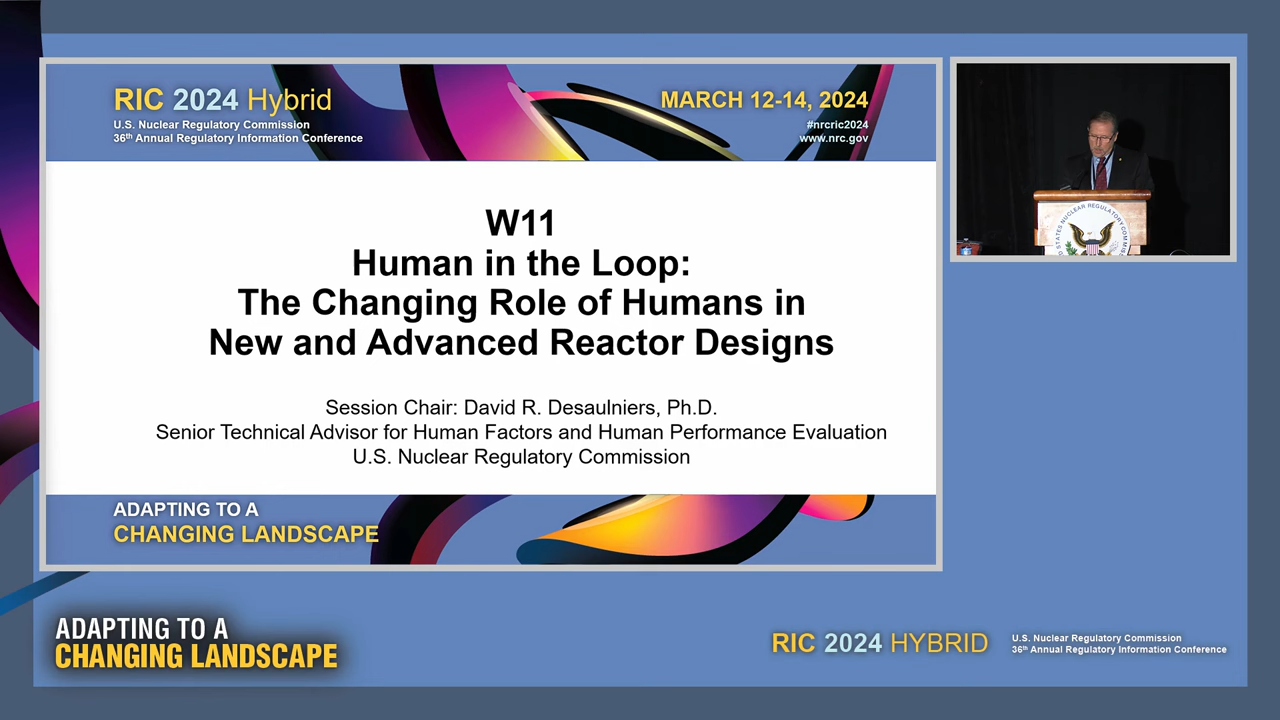 RIC 2024 Hybrid
U.S. Nuclear Regulatory Commission
36th Annual Regulatory Information Conference
MARCH 12-14, 2024
#nrcric2024
www.nrc.gov
W11
Human in the Loop:
The Changing Role of Humans in
New and Advanced Reactor Designs
Session Chair: David R. Desaulniers, Ph.D.
Senior Technical Advisor for Human Factors and Human Performance Evaluation
U.S. Nuclear Regulatory Commission
ADAPTING TO A
CHANGING LANDSCAPE
STATES NUCLEAR REGULATORY
ADAPTING TO A
CHANGING LANDSCAPE
RIC 2024 HYBRID
U.S. Nuclear Regulatory Commission
36th Annual Regulatory Information Conference